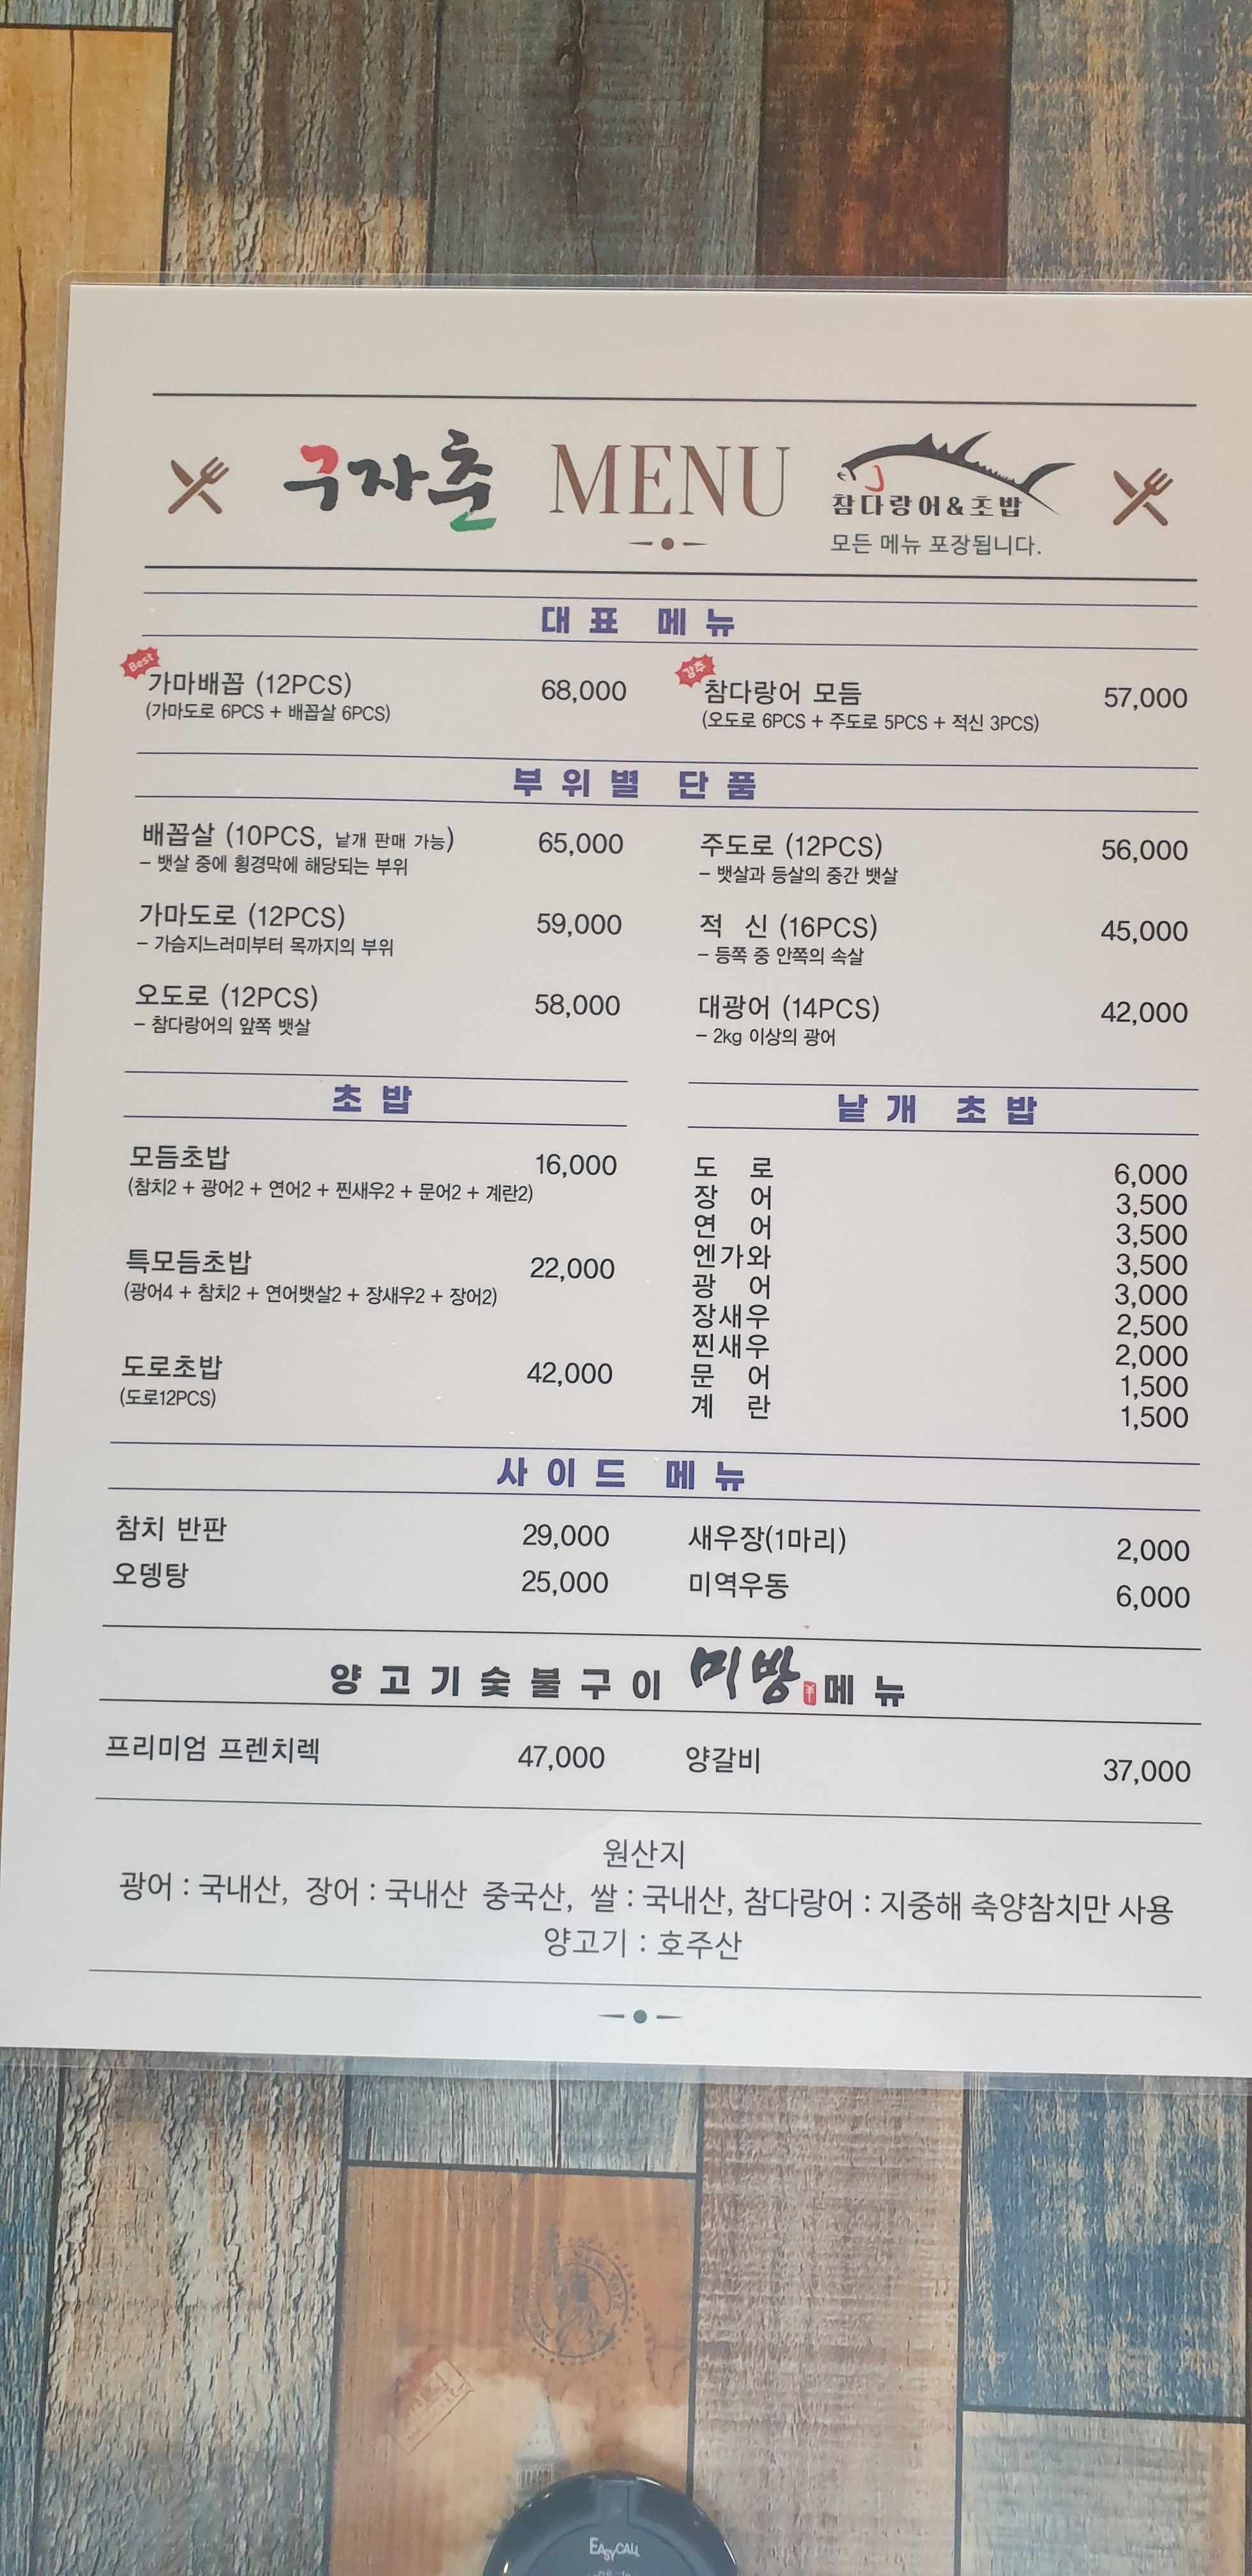 구자춘 MENU 참다랑어&초밥
모든 메뉴 포장됩니다.
대표 메뉴
Best
가마배꼽 (12PCS) 68,000
(가마도로 6PCS + 배꼽살 6PCS)
강추
참다랑어 모듬 57,000
(오도로 6PCS + 주도로 5PCS + 적신 3PCS)
부위별 단품
배꼽살 (10PCS, 낱개 판매 가능) 65,000
- 뱃살 중에 횡경막에 해당되는 부위
가마도로 (12PCS) 59,000
- 가슴지느러미부터 목까지의 부위
오도로 (12PCS) 58,000
- 참다랑어의 앞쪽 뱃살
주도로 (12PCS) 56,000
- 뱃살과 등살의 중간 뱃살
적 신 (16PCS) 45,000
- 등쪽 중 안쪽의 속살
대광어 (14PCS) 42,000
- 2kg 이상의 광어
초밥
모듬초밥 16,000
(참치2 + 광어2 + 연어2 + 찐새우2 + 문어2 + 계란2)
특모듬초밥 22,000
(광어4 + 참치2 + 연어뱃살2 + 장새우2 + 장어2)
도로초밥 42,000
(도로12PCS)
낱개 초밥
도 로 6,000
장 어 3,500
연 어 3,500
엔가와 3,500
광 어 3,000
장새우 2,500
찐새우 2,000
문 어 1,500
계 란 1,500
사이드 메뉴
참치 반판 29,000
오뎅탕 25,000
새우장(1마리) 2,000
미역우동 6,000
양고기숯불구이 미방 메뉴
프리미엄 프렌치렉 47,000
양갈비 37,000
원산지
광어 : 국내산, 장어 : 국내산 중국산, 쌀 : 국내산, 참다랑어 : 지중해 축양참치만 사용
양고기 : 호주산
EASYCALL